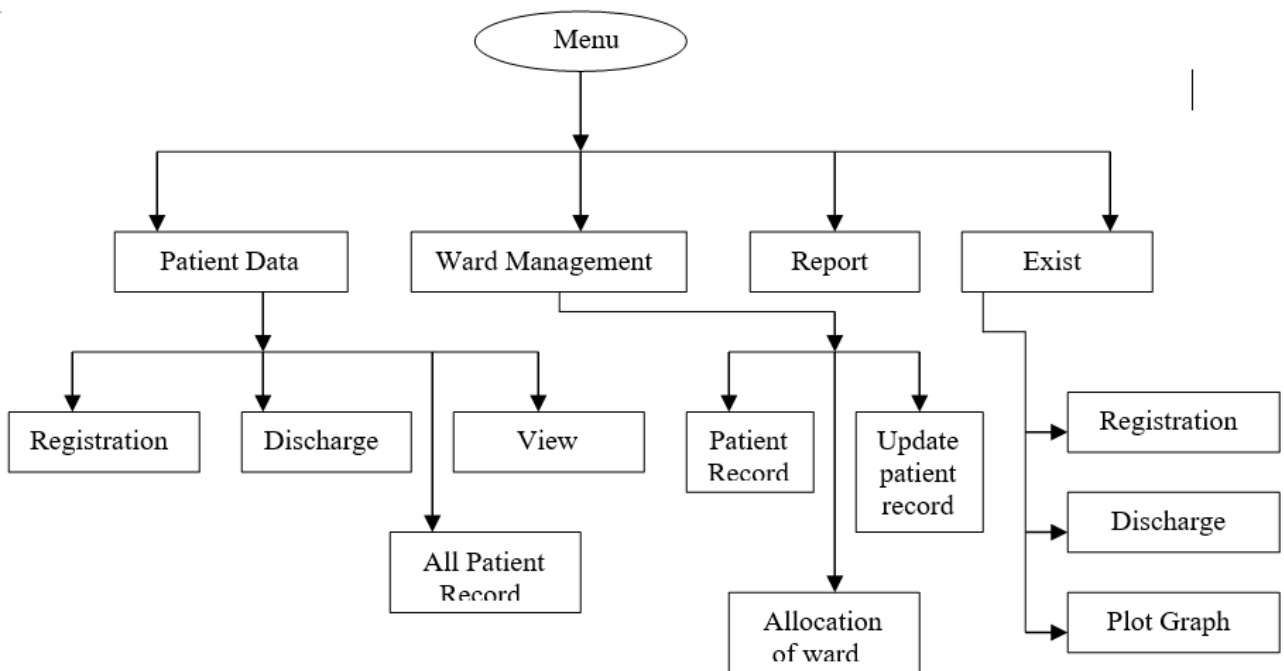 Menu
Patient Data
Ward Management
Report
Exist
Registration
Discharge
View
Patient
Record
Update
patient
record
All Patient
Record
Allocation
of ward
Registration
Discharge
Plot Graph